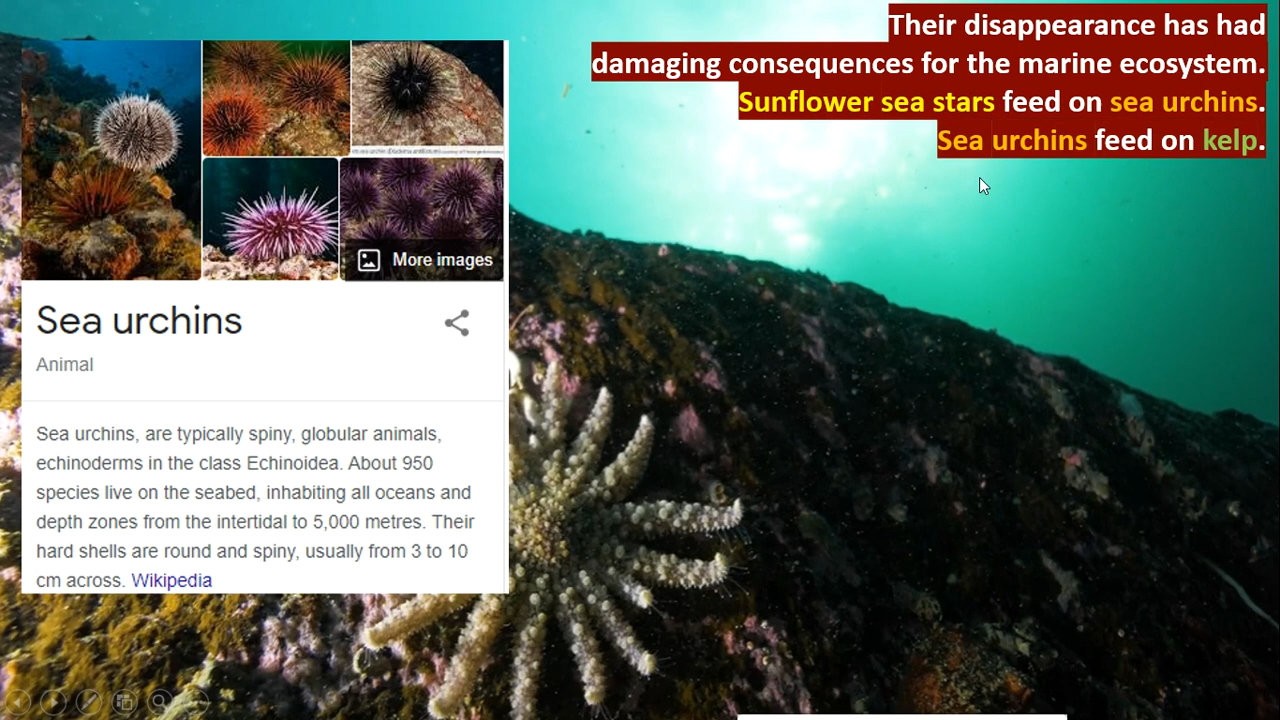 Their disappearance has had
damaging consequences for the marine ecosystem.
Sunflower sea stars feed on sea urchins.
Sea urchins feed on kelp.
More images
Sea urchins
Animal
Sea urchins, are typically spiny, globular animals,
echinoderms in the class Echinoidea. About 950
species live on the seabed, inhabiting all oceans and
depth zones from the intertidal to 5,000 metres. Their
hard shells are round and spiny, usually from 3 to 10
cm across. Wikipedia